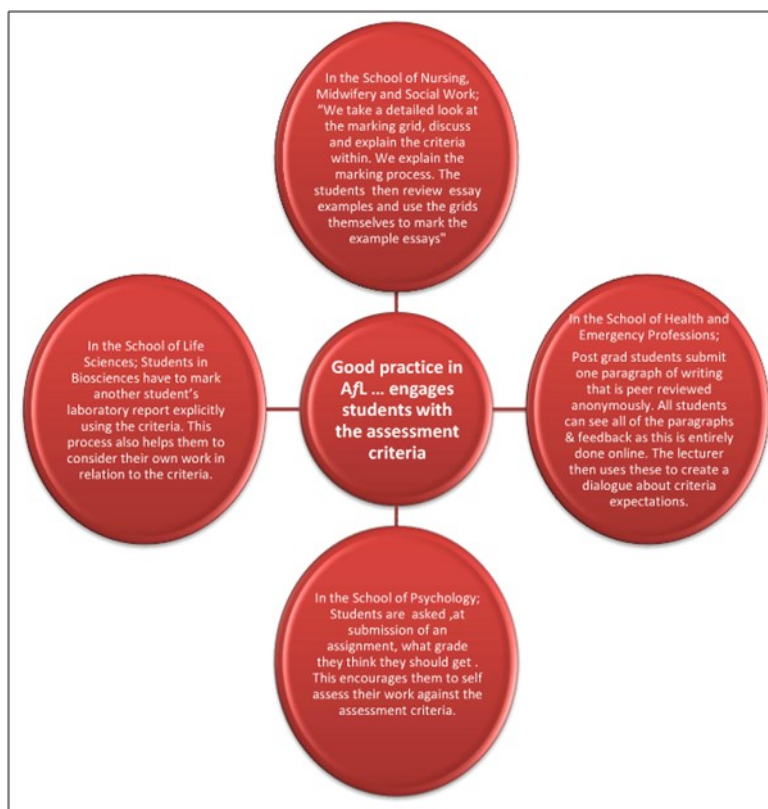 In the School of Nursing,
Midwifery and Social Work;
"We take a detailed look at
the marking grid, discuss
and explain the criteria
within. We explain the
marking process. The
students then review essay
examples and use the grids
themselves to mark the
example essays"
In the School of Life
Sciences; Students in
Biosciences have to mark
another student's
laboratory report explicitly
using the criteria. This
process also helps them to
consider their own work in
relation to the criteria.
Good practice in
AfL ... engages
students with
the assessment
criteria
In the School of Health and
Emergency Professions;
Post grad students submit
one paragraph of writing
that is peer reviewed
anonymously. All students
can see all of the paragraphs
& feedback as this is entirely
done online. The lecturer
then uses these to create a
dialogue about criteria
expectations.
In the School of Psychology;
Students are asked ,at
submission of an
assignment, what grade
they think they should get .
This encourages them to self
assess their work against the
assessment criteria.